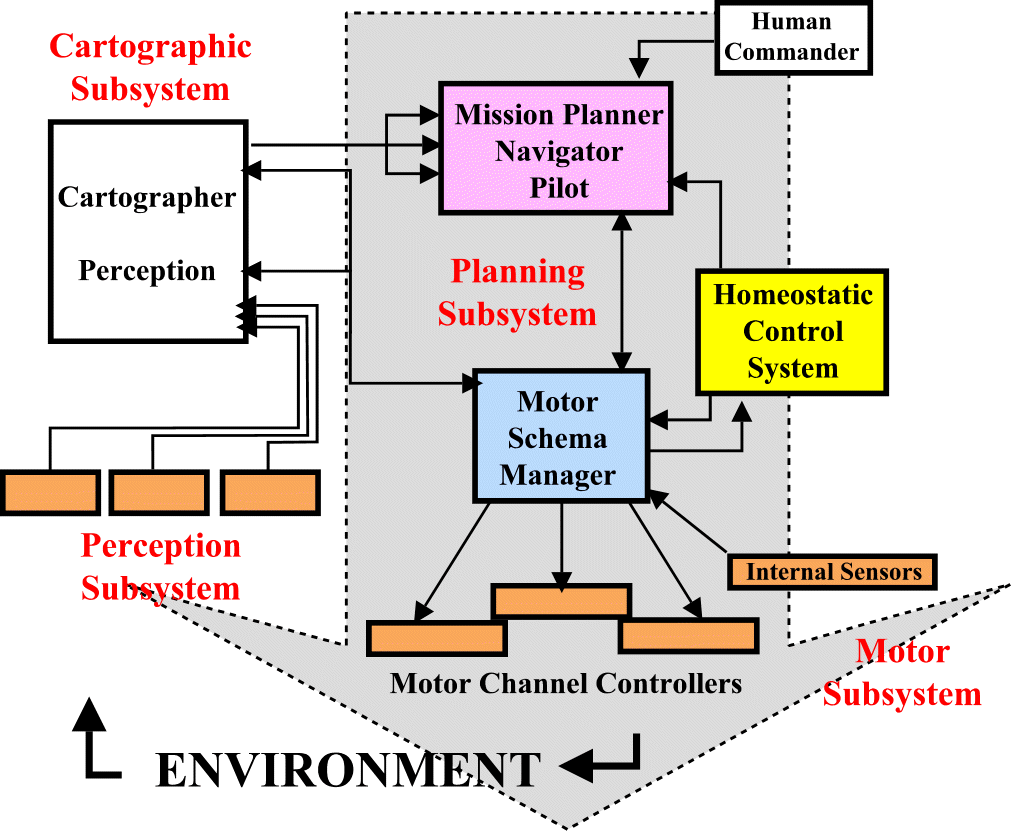 Human
Commander
Cartographic
Subsystem
Mission Planner
Navigator
Pilot
Cartographer
Perception
Planning
Subsystem
Homeostatic
Control
System
Motor
Schema
Manager
Perception
Subsystem
Internal Sensors
Motor Channel Controllers
Motor
Subsystem
ENVIRONMENT